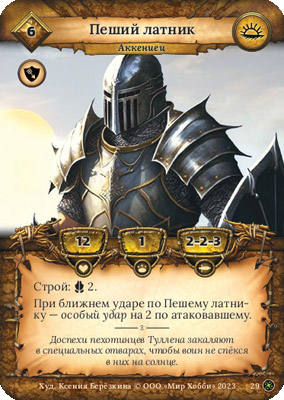 6
Пеший латник
Аккениец
12
1
2-2-3
Строй: 2.
При ближнем ударе по Пешему латни-
ку — особый удар на 2 по атаковавшему.
Доспехи пехотинцев Туллена закаляют
в специальных отварах, чтобы воин не спёкся
в них на солнце.
Худ. Ксения Берёзкина © ООО «Мир Хобби» 2023
29